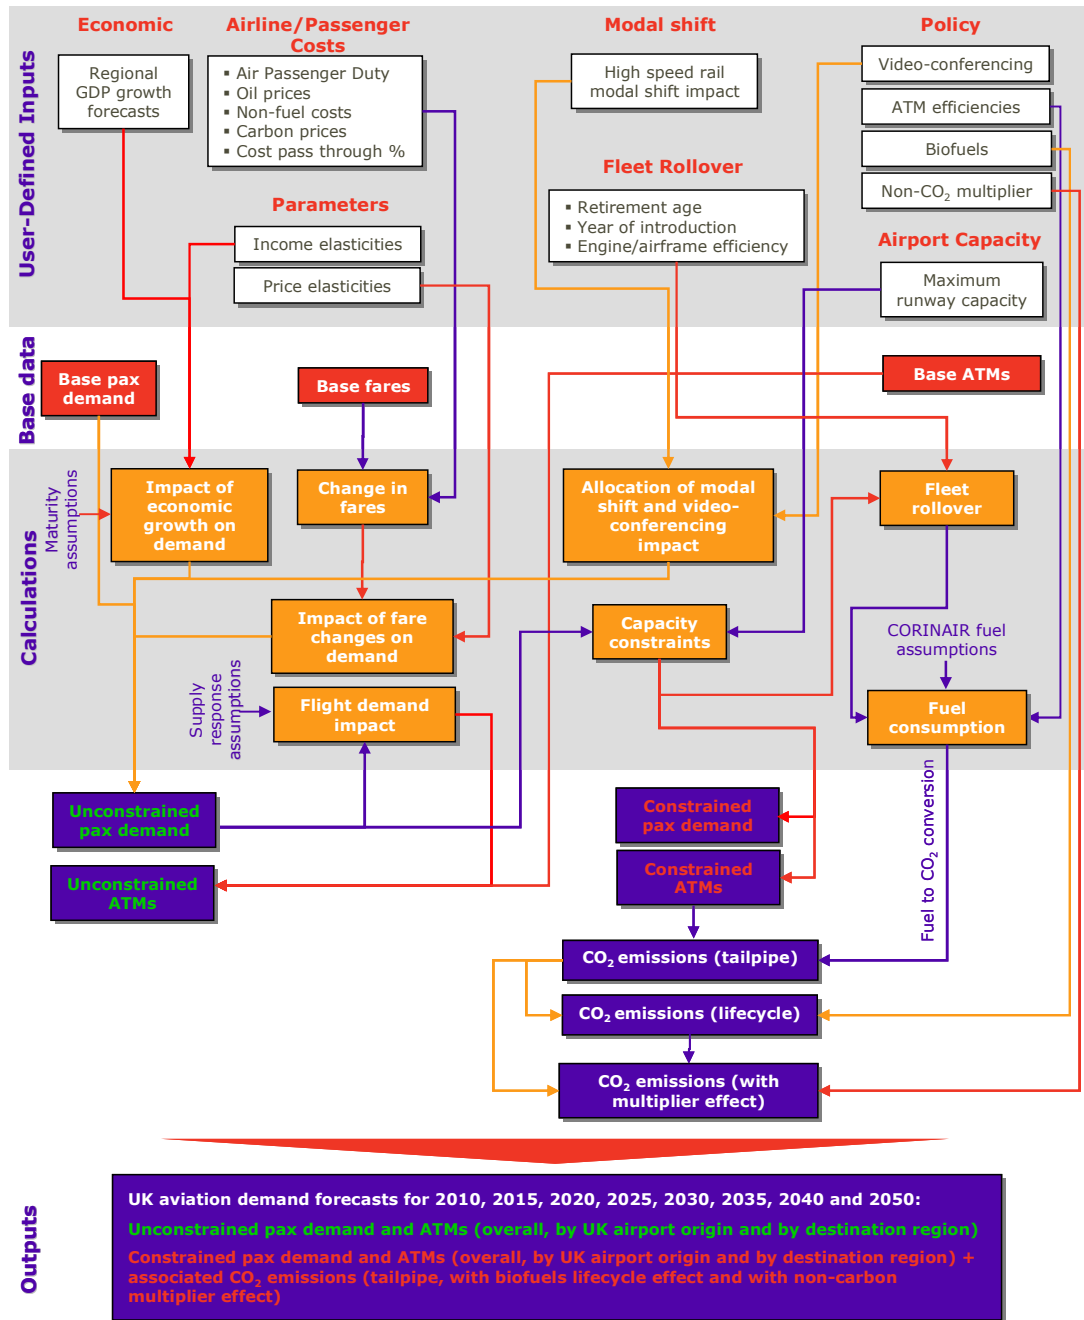 Economic
Airline/Passenger
Costs
Modal shift
Policy
User-Defined Inputs
Regional
GDP growth
forecasts
▪ Air Passenger Duty
▪ Oil prices
▪ Non-fuel costs
▪ Carbon prices
▪ Cost pass through %
High speed rail
modal shift impact
Video-conferencing
ATM efficiencies
Biofuels
Non-CO₂ multiplier
Parameters
Income elasticities
Price elasticities
Fleet Rollover
▪ Retirement age
▪ Year of introduction
▪ Engine/airframe efficiency
Airport Capacity
Maximum
runway capacity
Base data
Base pax
demand
Base fares
Base ATMs
Calculations
Maturity
assumptions
Impact of
economic
growth on
demand
Change in
fares
Allocation of modal
shift and video-
conferencing
impact
Fleet
rollover
Impact of fare
changes on
demand
Capacity
constraints
CORINAIR fuel
assumptions
Supply
response
assumptions
Flight demand
impact
Fuel
consumption
Unconstrained
pax demand
Constrained
pax demand
Unconstrained
ATMs
Constrained
ATMs
Fuel to CO₂ conversion
CO₂ emissions (tailpipe)
CO₂ emissions (lifecycle)
CO₂ emissions (with
multiplier effect)
Outputs
UK aviation demand forecasts for 2010, 2015, 2020, 2025, 2030, 2035, 2040 and 2050:
Unconstrained pax demand and ATMs (overall, by UK airport origin and by destination region)
Constrained pax demand and ATMs (overall, by UK airport origin and by destination region) +
associated CO₂ emissions (tailpipe, with biofuels lifecycle effect and with non-carbon
multiplier effect)